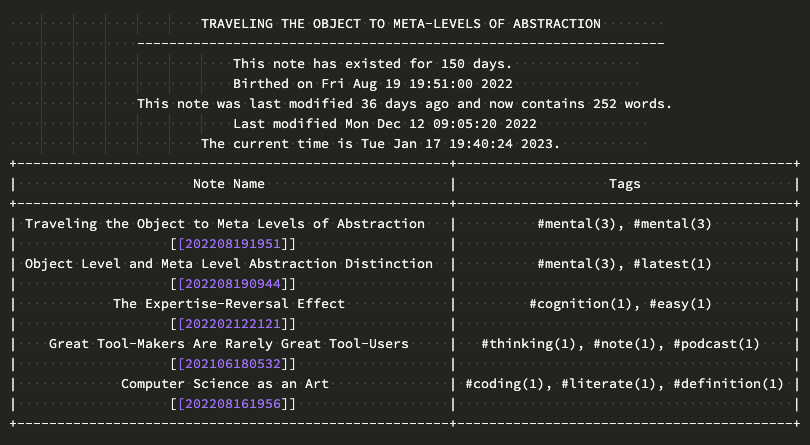 TRAVELING THE OBJECT TO META-LEVELS OF ABSTRACTION
------------------------------------------------------------------
This note has existed for 150 days.
Birthed on Fri Aug 19 19:51:00 2022
This note was last modified 36 days ago and now contains 252 words.
Last modified Mon Dec 12 09:05:20 2022
The current time is Tue Jan 17 19:40:24 2023.
+------------------------------------------------------+------------------------------------------+
| Note Name | Tags |
+------------------------------------------------------+------------------------------------------+
| Traveling the Object to Meta Levels of Abstraction | #mental(3), #mental(3) |
| [[202208191951]] | |
| Object Level and Meta Level Abstraction Distinction | #mental(3), #latest(1) |
| [[202208190944]] | |
| The Expertise-Reversal Effect | #cognition(1), #easy(1) |
| [[202202122121]] | |
| Great Tool-Makers Are Rarely Great Tool-Users | #thinking(1), #note(1), #podcast(1) |
| [[202106180532]] | |
| Computer Science as an Art | #coding(1), #literate(1), #definition(1) |
| [[202208161956]] | |
+------------------------------------------------------+------------------------------------------+